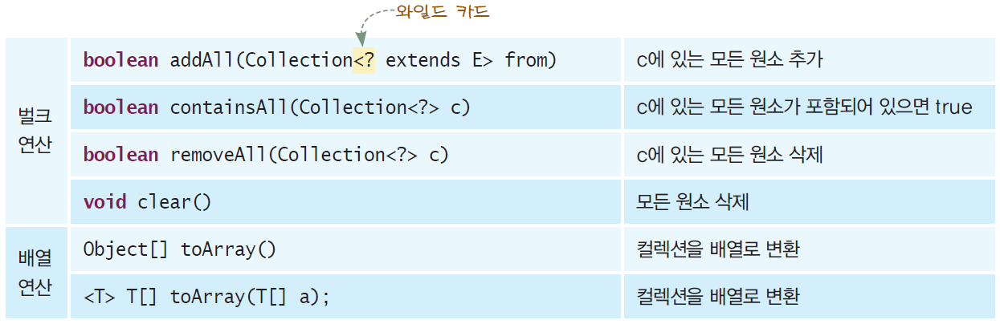 와일드 카드
벌크
연산
boolean addAll(Collection<? extends E> from)
c에 있는 모든 원소 추가
boolean containsAll(Collection<?> c)
c에 있는 모든 원소가 포함되어 있으면 true
boolean removeAll(Collection<?> c)
c에 있는 모든 원소 삭제
void clear()
모든 원소 삭제
배열
연산
Object[] toArray()
컬렉션을 배열로 변환
<T> T[] toArray(T[] a);
컬렉션을 배열로 변환